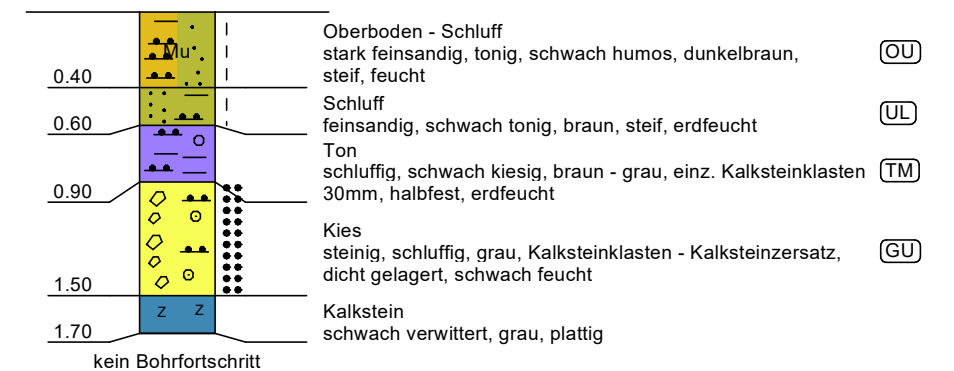 Oberboden - Schluff
stark feinsandig, tonig, schwach humos, dunkelbraun,
steif, feucht
OU
Mu
0.40
Schluff
feinsandig, schwach tonig, braun, steif, erdfeucht
UL
0.60
Ton
schluffig, schwach kiesig, braun - grau, einz. Kalksteinklasten
30mm, halbfest, erdfeucht
TM
0.90
Kies
steinig, schluffig, grau, Kalksteinklasten - Kalksteinzersatz,
dicht gelagert, schwach feucht
GU
1.50
Kalkstein
schwach verwittert, grau, plattig
z z
1.70
kein Bohrfortschritt